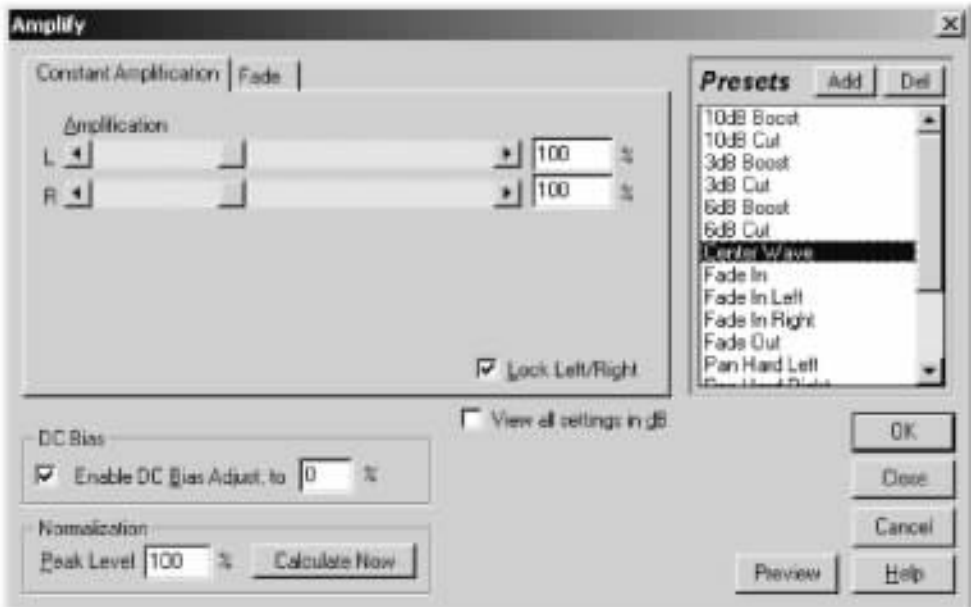 Amplify
Constant Amplification
Fade
Amplification
L
100
%
R
100
%
Lock Left/Right
View all settings in dB
DC Bias
Enable DC Bias Adjust. to 0 %
Normalization
Peak Level 100 %
Calculate Now
Presets
Add
Del
10dB Boost
10dB Cut
3dB Boost
3dB Cut
6dB Boost
6dB Cut
Center Wave
Fade In
Fade In Left
Fade In Right
Fade Out
Pan Hard Left
Pan Hard Right
OK
Close
Cancel
Preview
Help